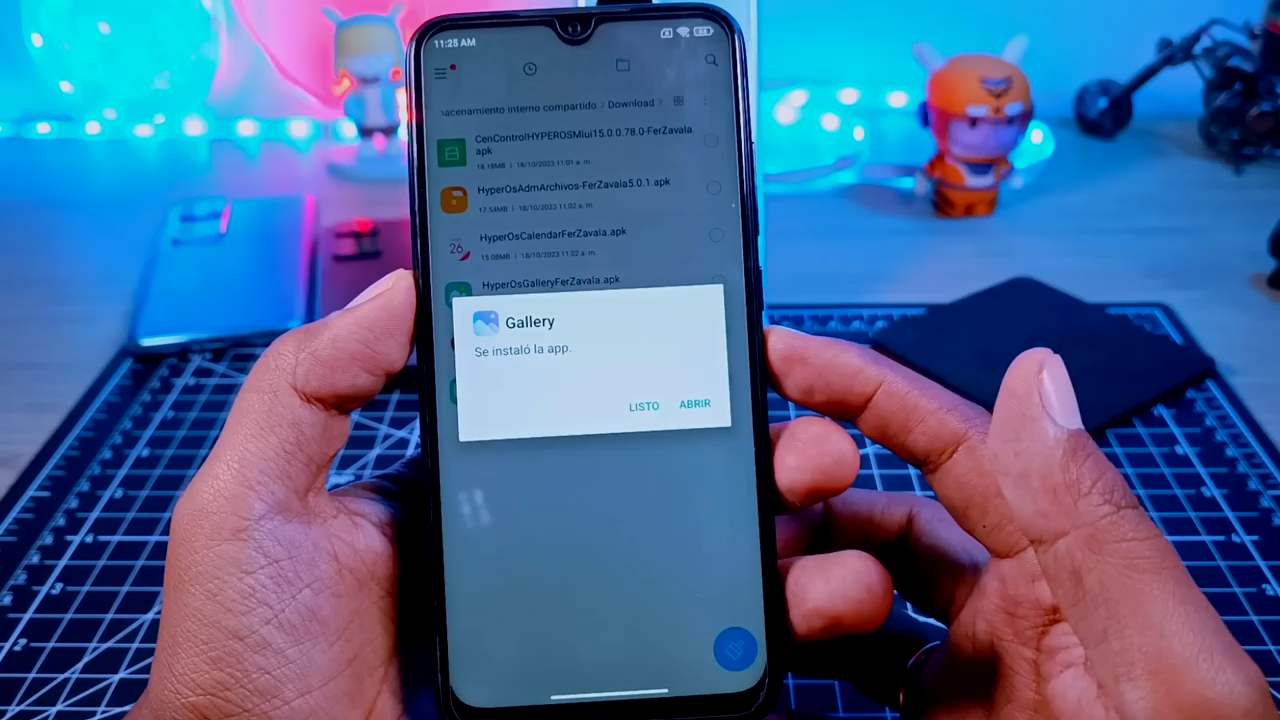 11:25 AM
acenamiento interno compartido > Download >
CenControlHYPEROSMiui15.0.0.78.0-FerZavala.
apk
19.18MB | 18/10/2023 11:01 a. m.
HyperOsAdmArchivos-FerZavala5.0.1.apk
17.54MB | 18/10/2023 11:02 a. m.
HyperOsCalendarFerZavala.apk
26
15.08MB | 18/10/2023 11:02 a. m.
HyperOsGalleryFerZavala.apk
Gallery
Se instaló la app.
LISTO ABRIR